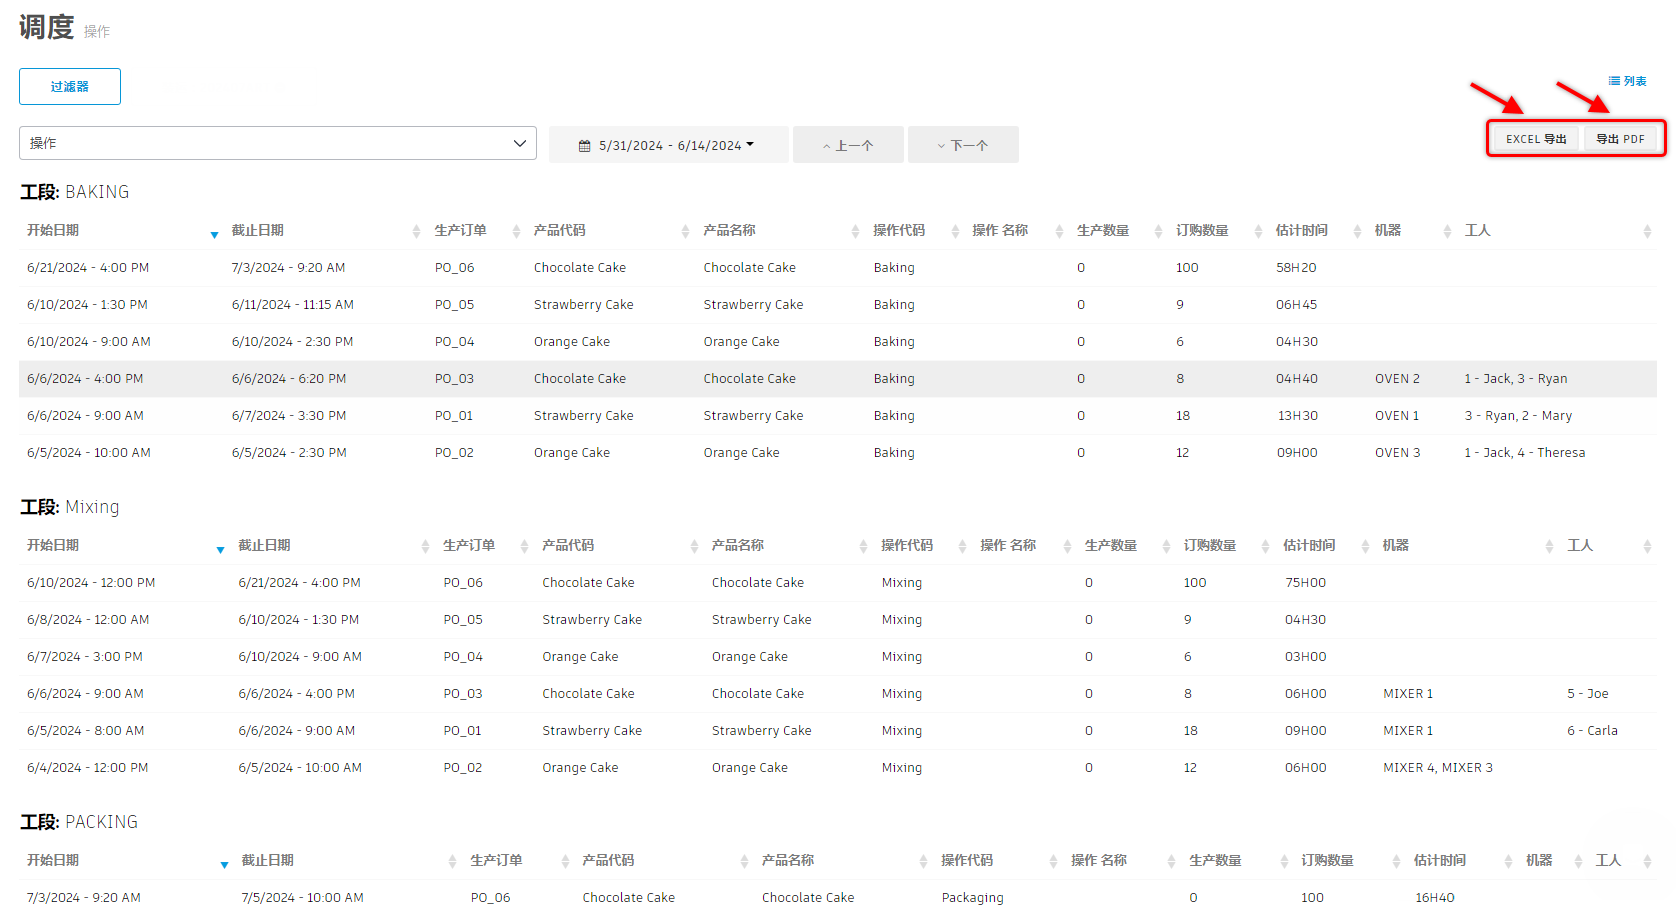 调度 操作
过滤器
列表
操作 5/31/2024 - 6/14/2024 上一个 下一个 EXCEL 导出 导出 PDF
工段: BAKING
开始日期 截止日期 生产订单 产品代码 产品名称 操作代码 操作 名称 生产数量 订购数量 估计时间 机器 工人
6/21/2024 - 4:00 PM 7/3/2024 - 9:20 AM PO_06 Chocolate Cake Chocolate Cake Baking 0 100 58H20
6/10/2024 - 1:30 PM 6/11/2024 - 11:15 AM PO_05 Strawberry Cake Strawberry Cake Baking 0 9 06H45
6/10/2024 - 9:00 AM 6/10/2024 - 2:30 PM PO_04 Orange Cake Orange Cake Baking 0 6 04H30
6/6/2024 - 4:00 PM 6/6/2024 - 6:20 PM PO_03 Chocolate Cake Chocolate Cake Baking 0 8 04H40 OVEN 2 1 - Jack, 3 - Ryan
6/6/2024 - 9:00 AM 6/7/2024 - 3:30 PM PO_01 Strawberry Cake Strawberry Cake Baking 0 18 13H30 OVEN 1 3 - Ryan, 2 - Mary
6/5/2024 - 10:00 AM 6/5/2024 - 2:30 PM PO_02 Orange Cake Orange Cake Baking 0 12 09H00 OVEN 3 1 - Jack, 4 - Theresa
工段: Mixing
开始日期 截止日期 生产订单 产品代码 产品名称 操作代码 操作 名称 生产数量 订购数量 估计时间 机器 工人
6/10/2024 - 12:00 PM 6/21/2024 - 4:00 PM PO_06 Chocolate Cake Chocolate Cake Mixing 0 100 75H00
6/8/2024 - 12:00 AM 6/10/2024 - 1:30 PM PO_05 Strawberry Cake Strawberry Cake Mixing 0 9 04H30
6/7/2024 - 3:00 PM 6/10/2024 - 9:00 AM PO_04 Orange Cake Orange Cake Mixing 0 6 03H00
6/6/2024 - 9:00 AM 6/6/2024 - 4:00 PM PO_03 Chocolate Cake Chocolate Cake Mixing 0 8 06H00 MIXER 1 5 - Joe
6/5/2024 - 8:00 AM 6/6/2024 - 9:00 AM PO_01 Strawberry Cake Strawberry Cake Mixing 0 18 09H00 MIXER 1 6 - Carla
6/4/2024 - 12:00 PM 6/5/2024 - 10:00 AM PO_02 Orange Cake Orange Cake Mixing 0 12 06H00 MIXER 4, MIXER 3
工段: PACKING
开始日期 截止日期 生产订单 产品代码 产品名称 操作代码 操作 名称 生产数量 订购数量 估计时间 机器 工人
7/3/2024 - 9:20 AM 7/5/2024 - 10:00 AM PO_06 Chocolate Cake Chocolate Cake Packaging 0 100 16H40